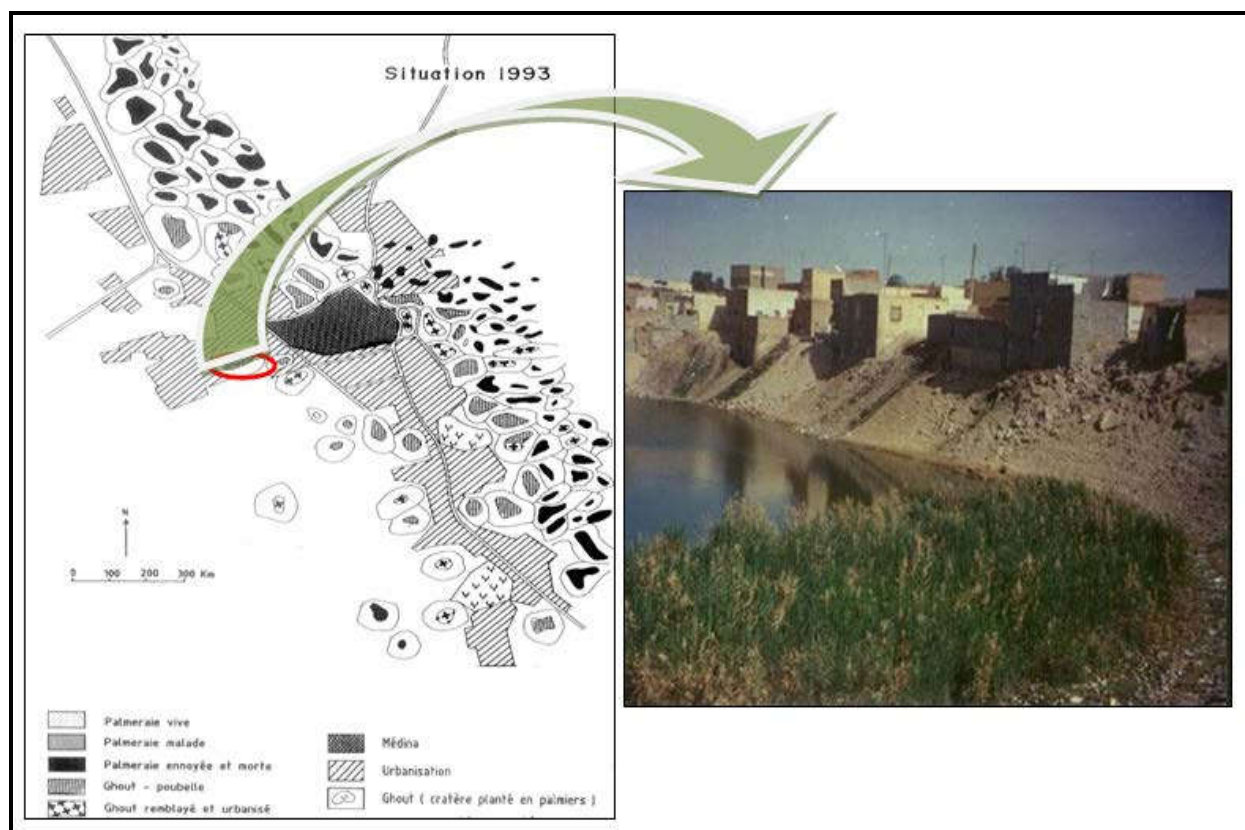 Situation 1993
N
0 100 200 300 Km
Palmeraie vive
Palmeraie malade
Palmeraie ennoyée et morte
Ghout - poubelle
Ghout remblayé et urbanisé
Médina
Urbanisation
Ghout ( cratère planté en palmiers )